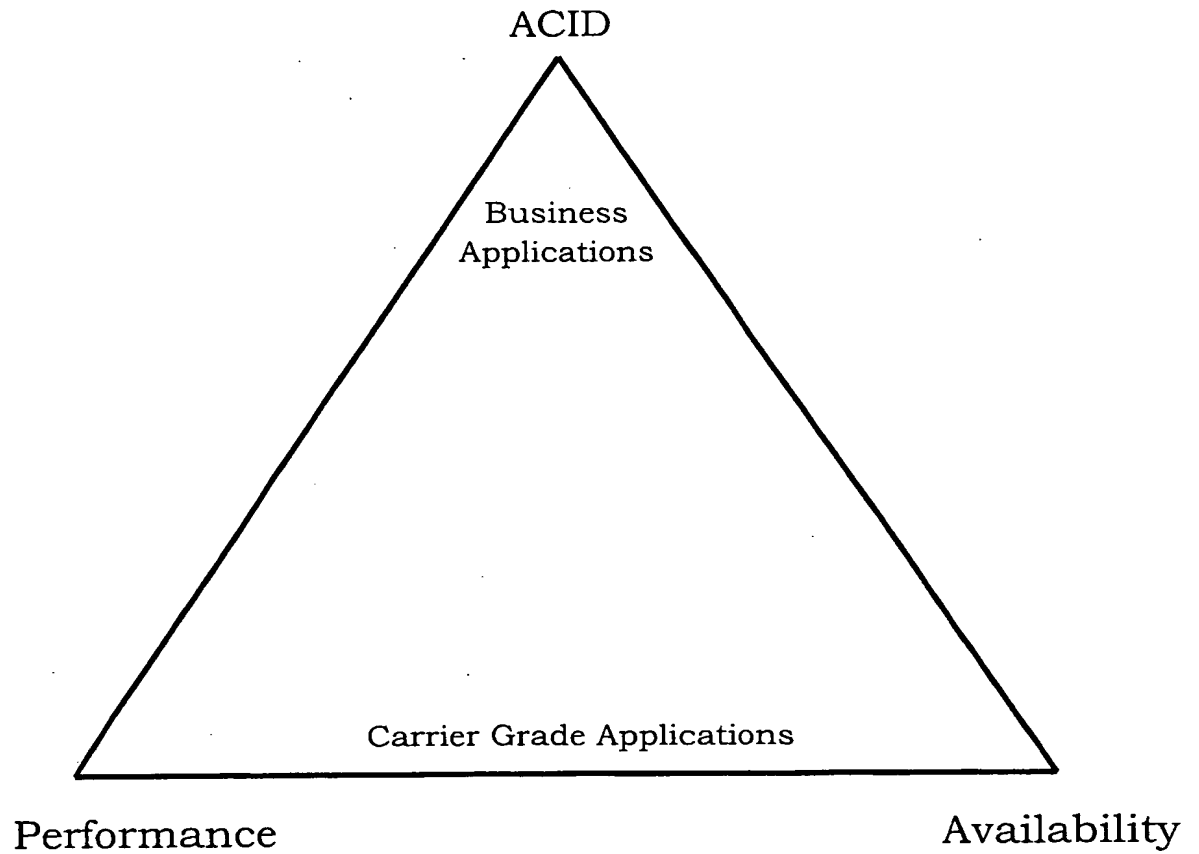 ACID
Business
Applications
Carrier Grade Applications
Performance
Availability